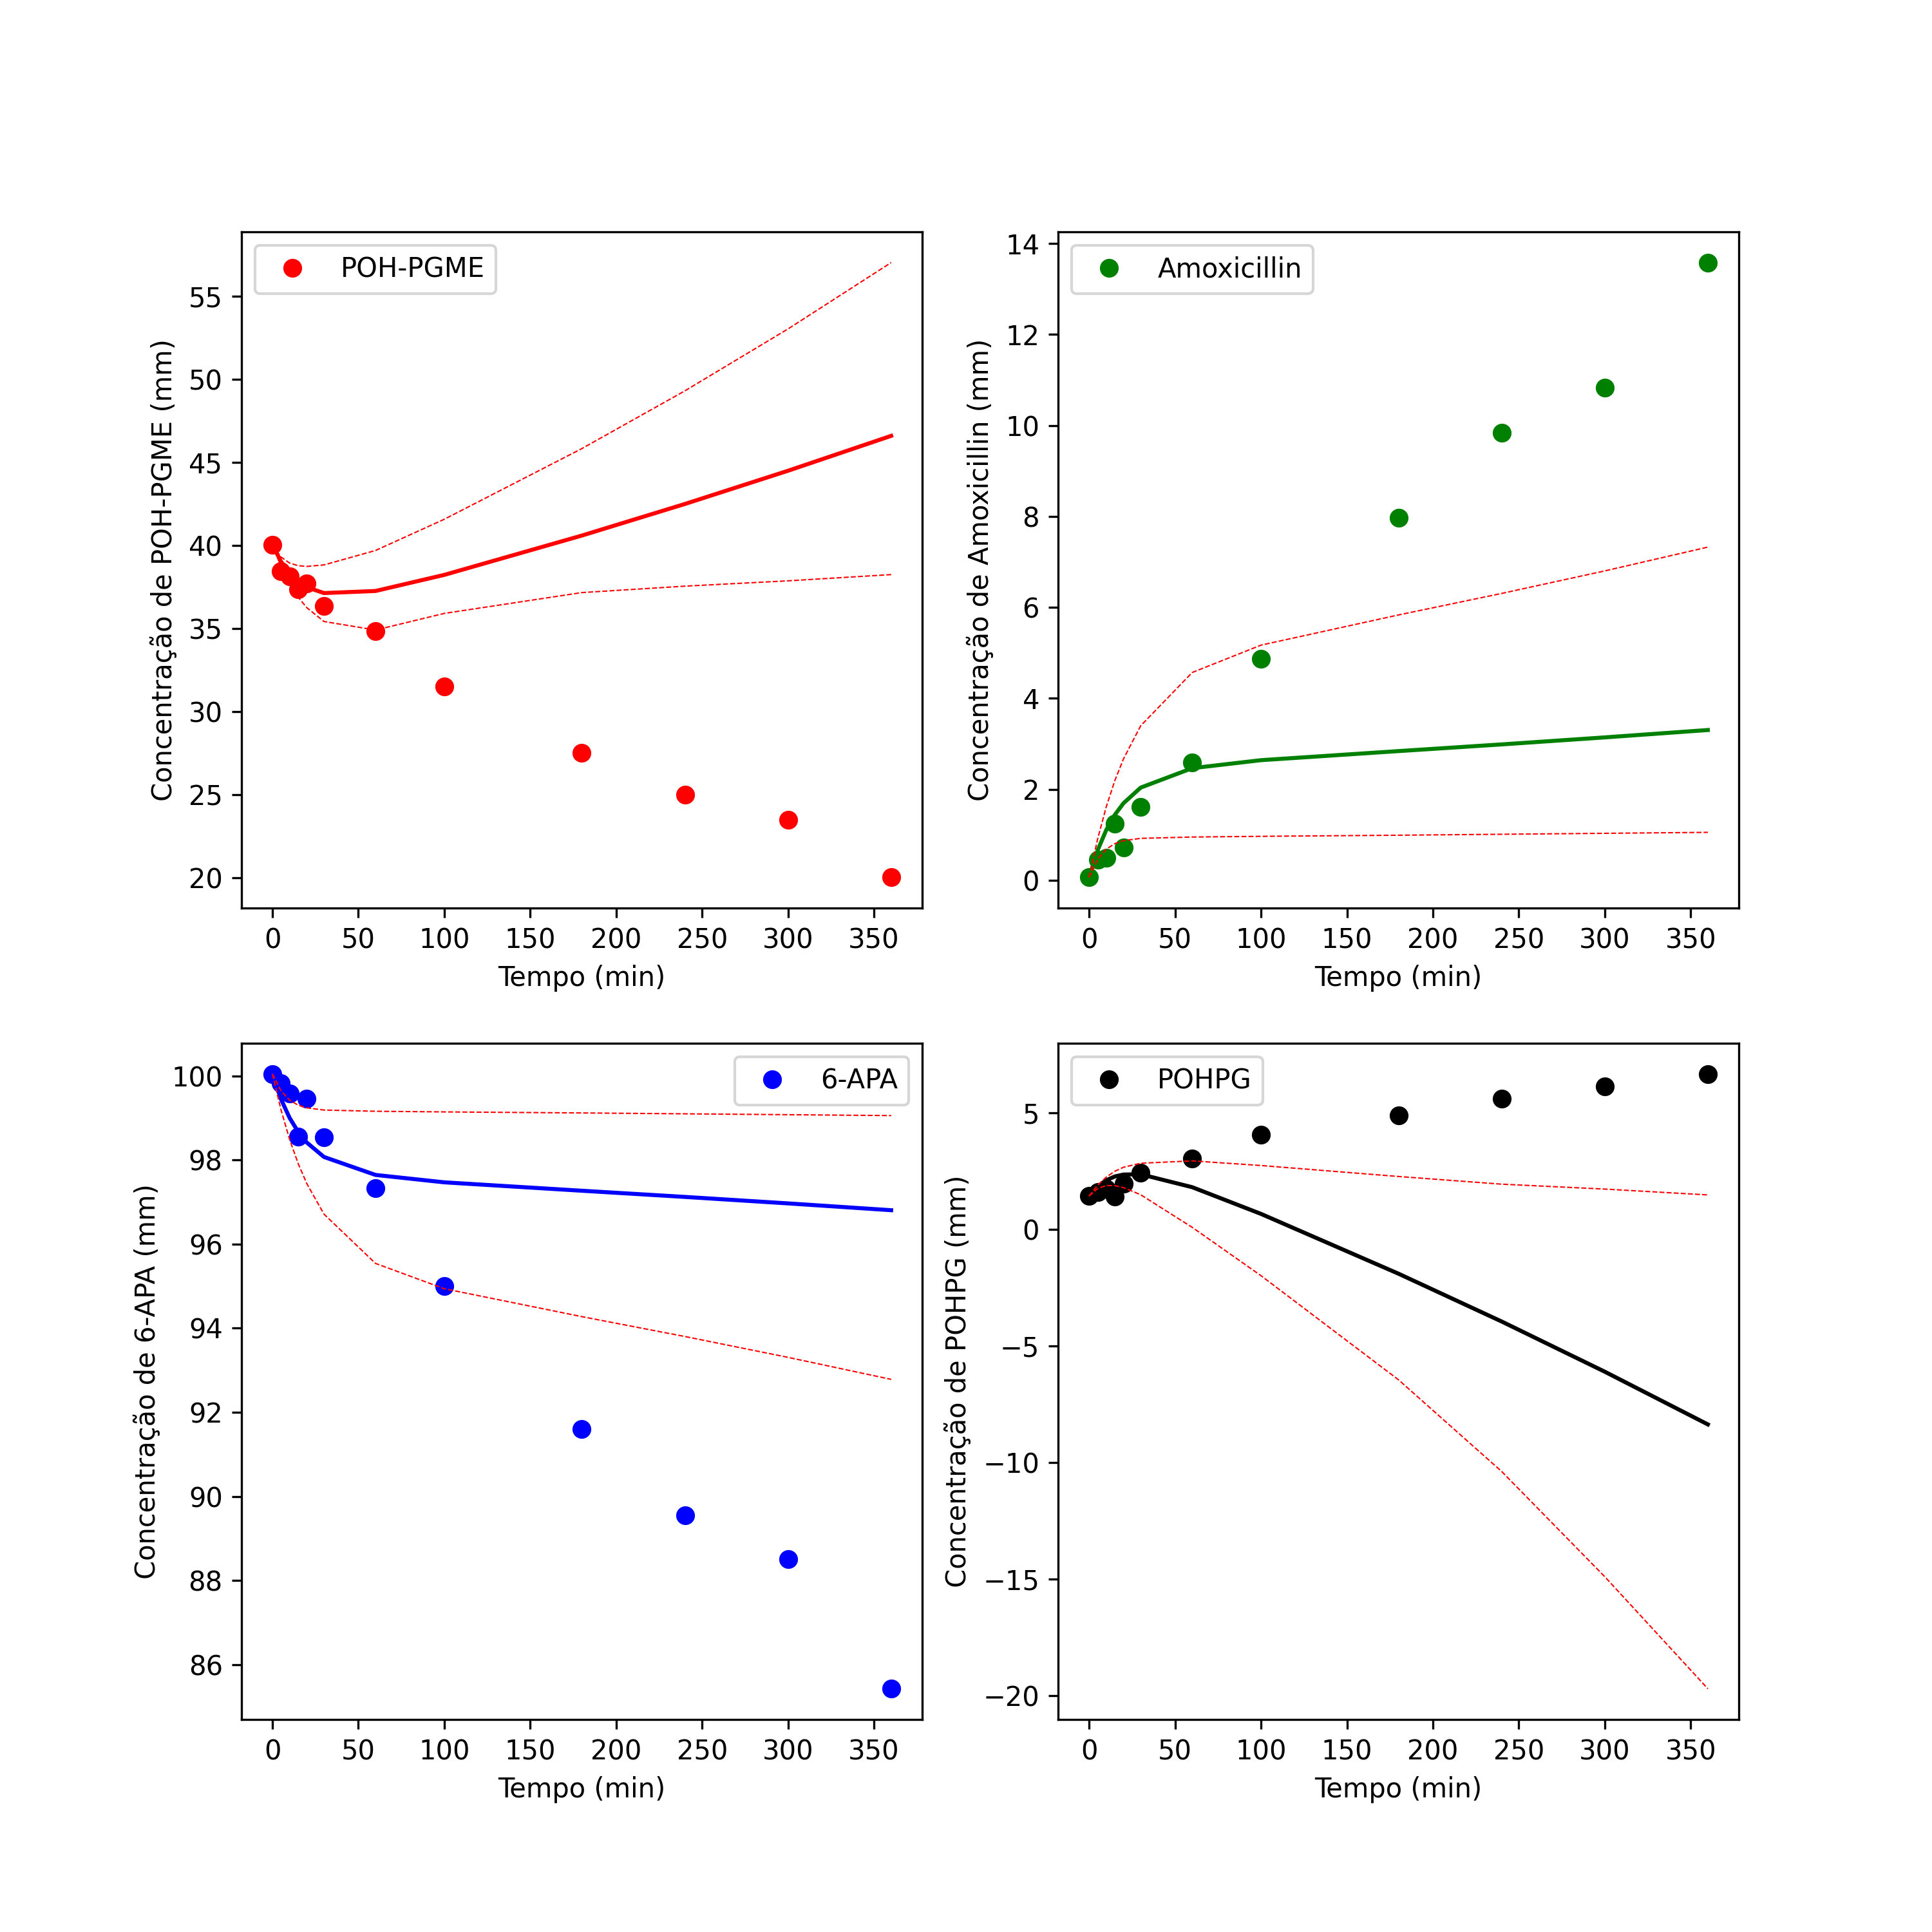 POH-PGME
Concentração de POH-PGME (mm)
55
50
45
40
35
30
25
20
0 50 100 150 200 250 300 350
Tempo (min)
Amoxicillin
Concentração de Amoxicillin (mm)
14
12
10
8
6
4
2
0
0 50 100 150 200 250 300 350
Tempo (min)
6-APA
Concentração de 6-APA (mm)
100
98
96
94
92
90
88
86
0 50 100 150 200 250 300 350
Tempo (min)
POHPG
Concentração de POHPG (mm)
5
0
−5
−10
−15
−20
0 50 100 150 200 250 300 350
Tempo (min)